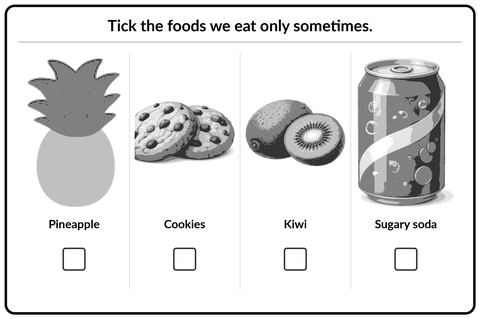 Tick the foods we eat only sometimes.
Pineapple
Cookies
Kiwi
Sugary soda